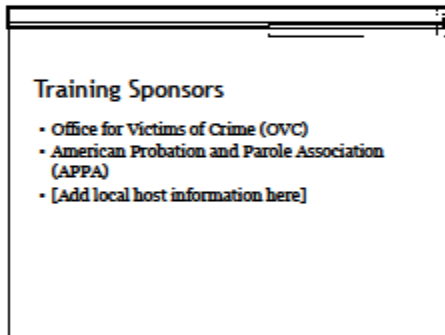 Training Sponsors
▪ Office for Victims of Crime (OVC)
▪ American Probation and Parole Association
(APPA)
▪ [Add local host information here]